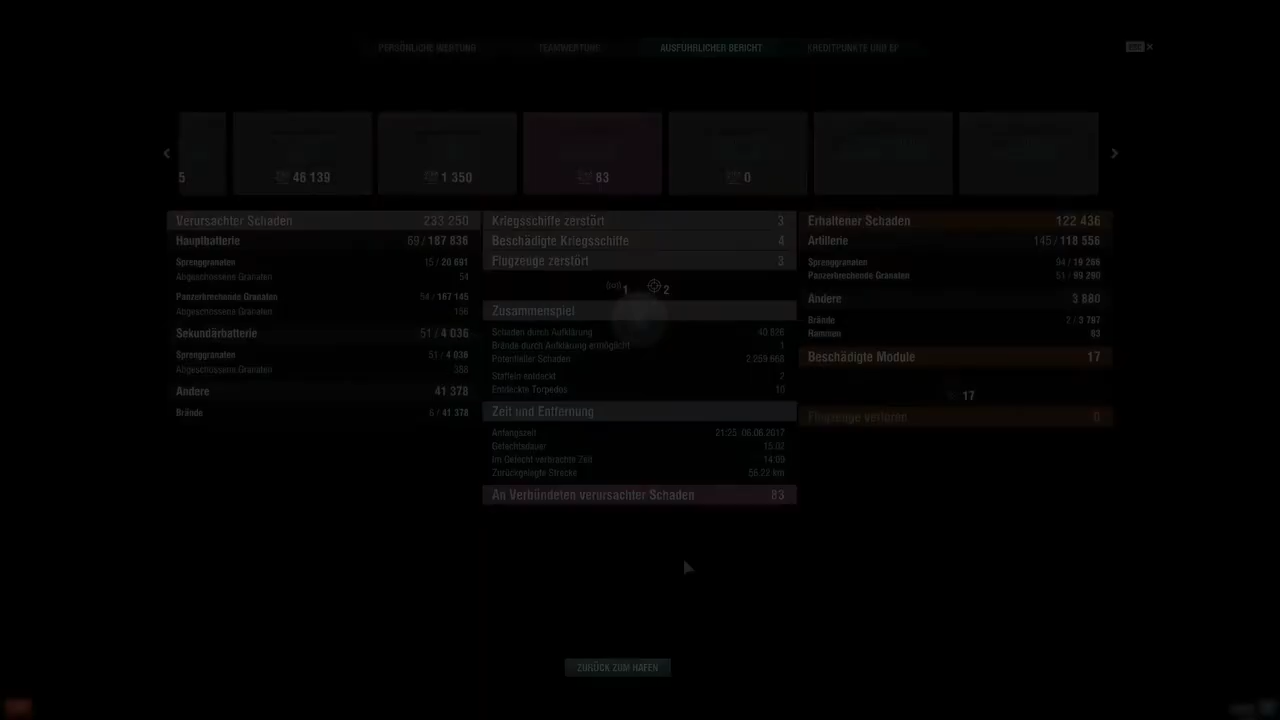 PERSÖNLICHE WERTUNG
TEAMWERTUNG
AUSFÜHRLICHER BERICHT
KREDITPUNKTE UND EP
ESC ×
5
46 139
1 350
83
0
Verursachter Schaden 233 250
Hauptbatterie 69 / 187 836
Sprenggranaten 15 / 20 691
Abgeschossene Granaten 54
Panzerbrechende Granaten 54 / 167 145
Abgeschossene Granaten 156
Sekundärbatterie 51 / 4 036
Sprenggranaten 51 / 4 036
Abgeschossene Granaten 388
Andere 41 378
Brände 6 / 41 378
Kriegsschiffe zerstört 3
Beschädigte Kriegsschiffe 4
Flugzeuge zerstört 3
1 2
Zusammenspiel
Schaden durch Aufklärung 40 826
Brände durch Aufklärung ermöglicht 1
Potentieller Schaden 2 259 668
Staffeln entdeckt 2
Entdeckte Torpedos 10
Zeit und Entfernung
Anfangszeit 21:25 06.06.2017
Gefechtsdauer 15:02
Im Gefecht verbrachte Zeit 14:09
Zurückgelegte Strecke 56.22 km
An Verbündeten verursachter Schaden 83
Erhaltener Schaden 122 436
Artillerie 145 / 118 556
Sprenggranaten 94 / 19 266
Panzerbrechende Granaten 51 / 99 290
Andere 3 880
Brände 2 / 3 797
Rammen 83
Beschädigte Module 17
17
Flugzeuge verloren 0
ZURÜCK ZUM HAFEN